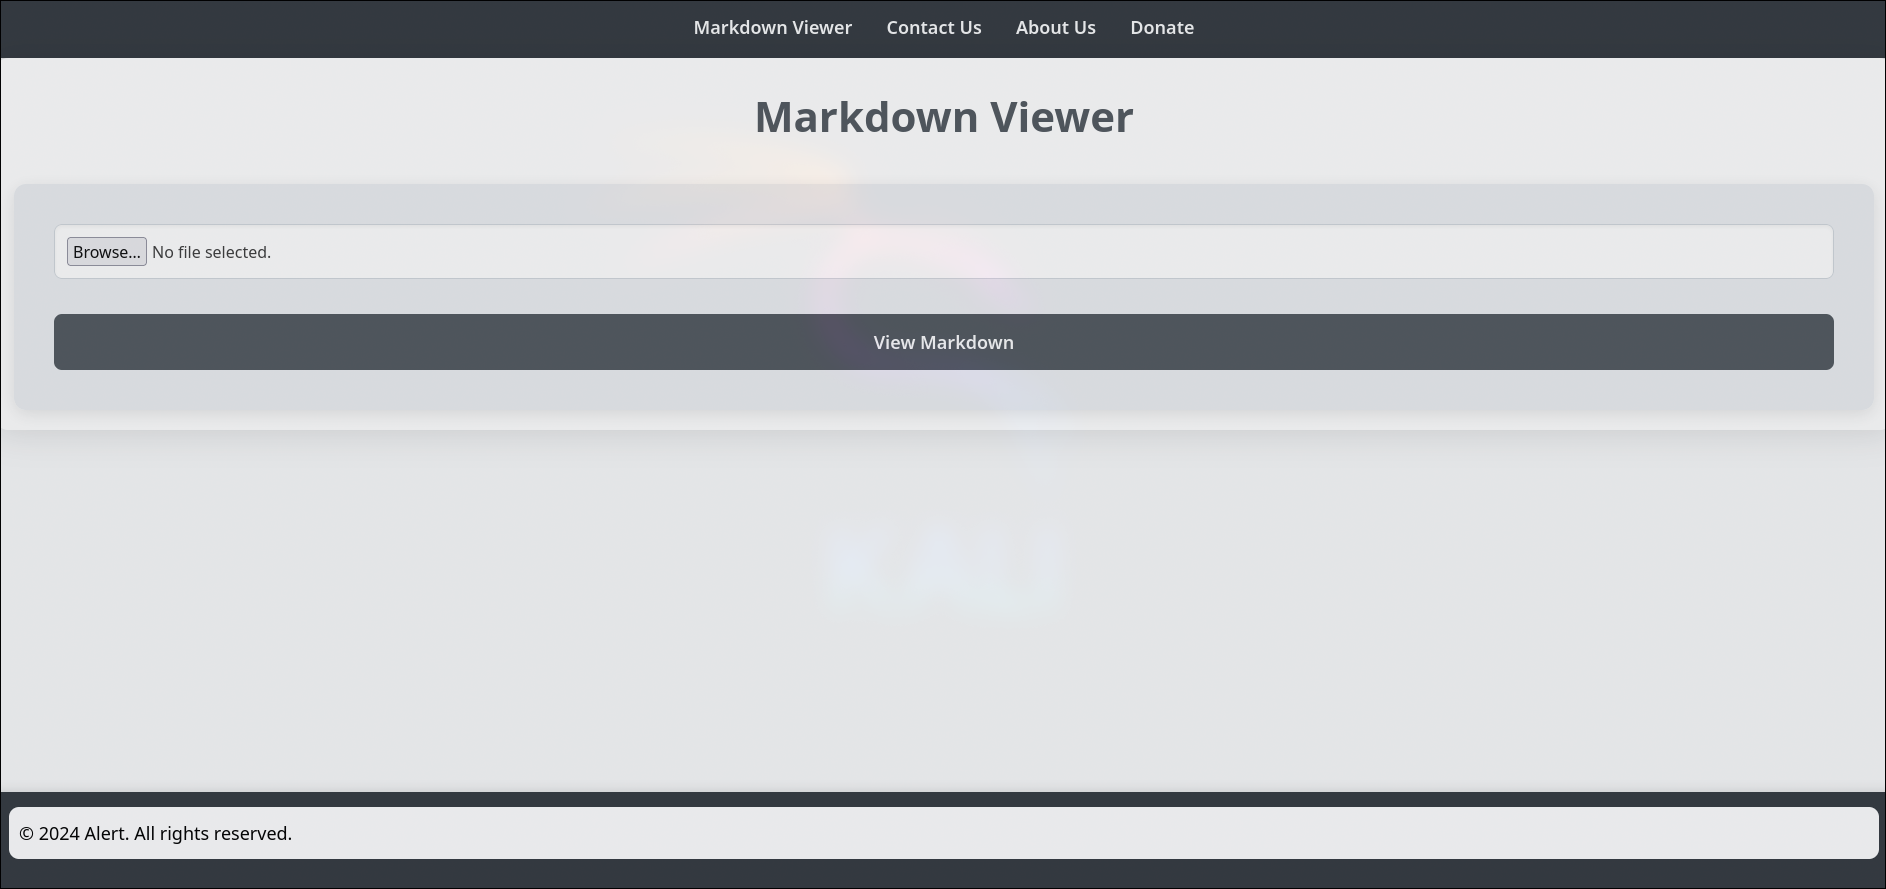 Markdown Viewer Contact Us About Us Donate
Markdown Viewer
Browse... No file selected.
View Markdown
KALI
© 2024 Alert. All rights reserved.